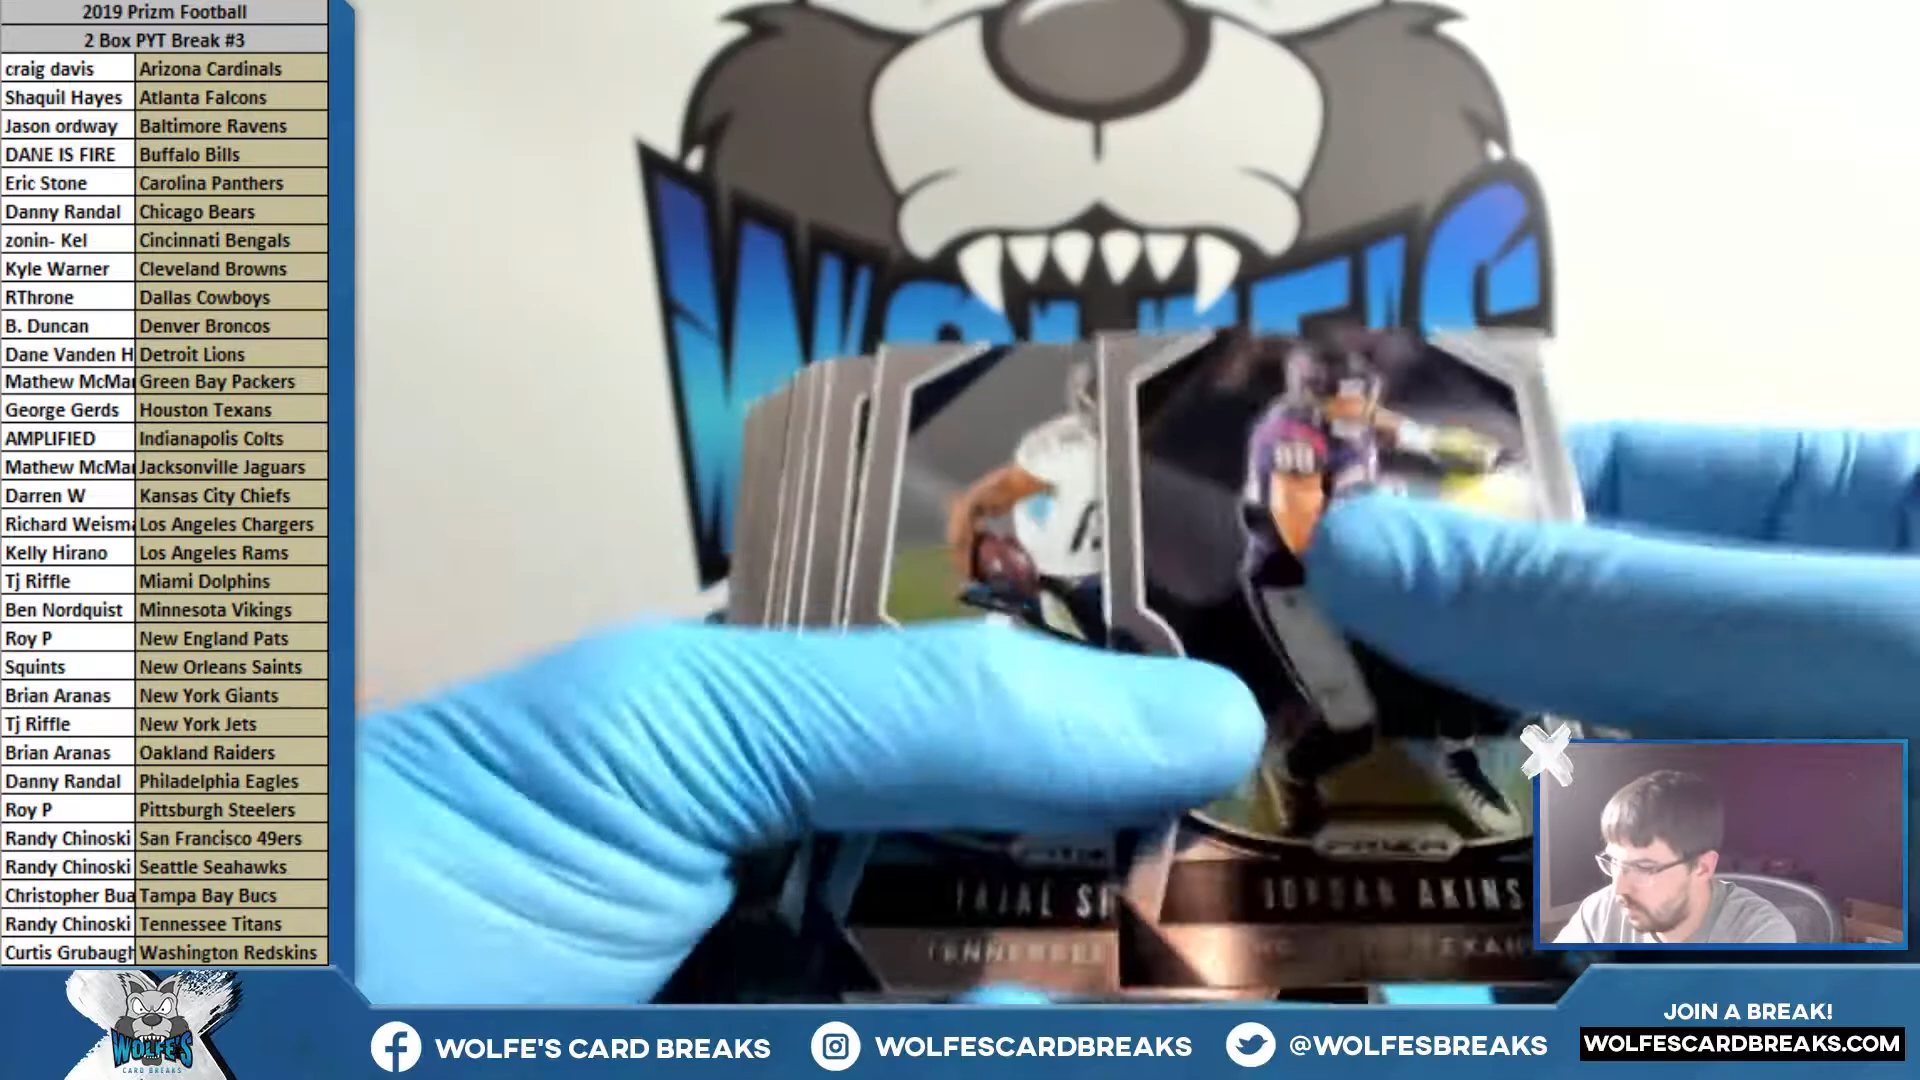 2019 Prizm Football
2 Box PYT Break #3
craig davis Arizona Cardinals
Shaquil Hayes Atlanta Falcons
Jason ordway Baltimore Ravens
DANE IS FIRE Buffalo Bills
Eric Stone Carolina Panthers
Danny Randal Chicago Bears
zonin- Kel Cincinnati Bengals
Kyle Warner Cleveland Browns
RThrone Dallas Cowboys
B. Duncan Denver Broncos
Dane Vanden H Detroit Lions
Mathew McMa Green Bay Packers
George Gerds Houston Texans
AMPLIFIED Indianapolis Colts
Mathew McMa Jacksonville Jaguars
Darren W Kansas City Chiefs
Richard Weism Los Angeles Chargers
Kelly Hirano Los Angeles Rams
Tj Riffle Miami Dolphins
Ben Nordquist Minnesota Vikings
Roy P New England Pats
Squints New Orleans Saints
Brian Aranas New York Giants
Tj Riffle New York Jets
Brian Aranas Oakland Raiders
Danny Randal Philadelphia Eagles
Roy P Pittsburgh Steelers
Randy Chinoski San Francisco 49ers
Randy Chinoski Seattle Seahawks
Christopher Bua Tampa Bay Bucs
Randy Chinoski Tennessee Titans
Curtis Grubaugh Washington Redskins
WOLFE'S
PRIZM
TAJAE S
JORDAN AKINS
TENNESSEE
WOLFE'S
CARD BREAKS
WOLFE'S CARD BREAKS
WOLFESCARDBREAKS
@WOLFESBREAKS
JOIN A BREAK!
WOLFESCARDBREAKS.COM